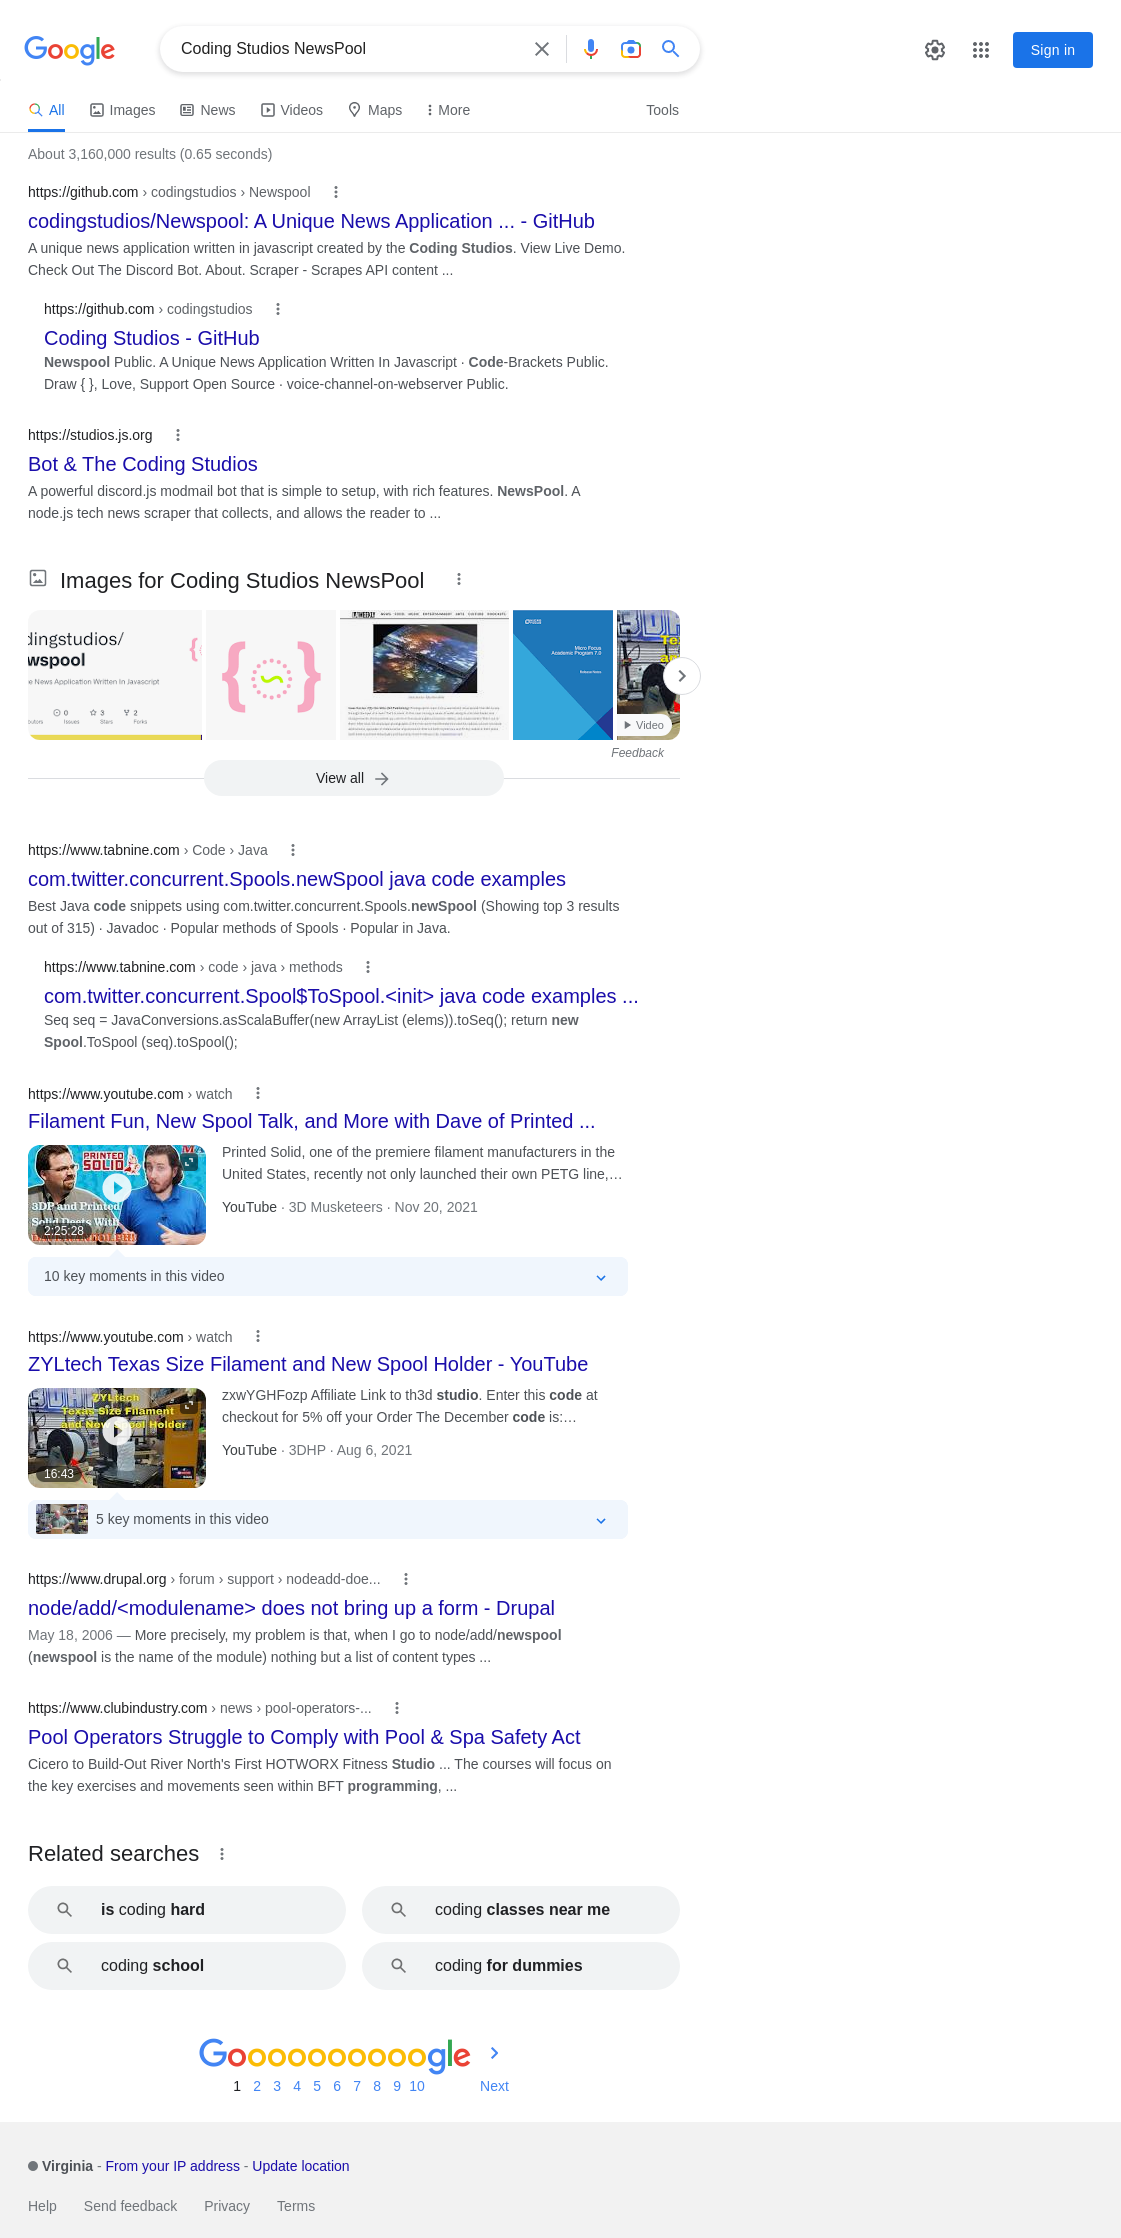 Google
Coding Studios NewsPool
Sign in
All
Images
News
Videos
Maps
More
Tools
About 3,160,000 results (0.65 seconds)
https://github.com › codingstudios › Newspool
codingstudios/Newspool: A Unique News Application ... - GitHub
A unique news application written in javascript created by the Coding Studios. View Live Demo.
Check Out The Discord Bot. About. Scraper - Scrapes API content ...
https://github.com › codingstudios
Coding Studios - GitHub
Newspool Public. A Unique News Application Written In Javascript · Code-Brackets Public.
Draw { }, Love, Support Open Source · voice-channel-on-webserver Public.
https://studios.js.org
Bot & The Coding Studios
A powerful discord.js modmail bot that is simple to setup, with rich features. NewsPool. A
node.js tech news scraper that collects, and allows the reader to ...
Images for Coding Studios NewsPool
dingstudios/
wspool
e News Application Written In Javascript
0
3
2
Issues
Stars
Forks
Micro Focus
Academic Program 7.0
Release Notes
Video
Feedback
View all
https://www.tabnine.com › Code › Java
com.twitter.concurrent.Spools.newSpool java code examples
Best Java code snippets using com.twitter.concurrent.Spools.newSpool (Showing top 3 results
out of 315) · Javadoc · Popular methods of Spools · Popular in Java.
https://www.tabnine.com › code › java › methods
com.twitter.concurrent.Spool$ToSpool.<init> java code examples ...
Seq seq = JavaConversions.asScalaBuffer(new ArrayList (elems)).toSeq(); return new
Spool.ToSpool (seq).toSpool();
https://www.youtube.com › watch
Filament Fun, New Spool Talk, and More with Dave of Printed ...
PRINTED
SOLID
3DP and Printed
Solid Deets With
2:25:28
Printed Solid, one of the premiere filament manufacturers in the
United States, recently not only launched their own PETG line,...
YouTube · 3D Musketeers · Nov 20, 2021
10 key moments in this video
https://www.youtube.com › watch
ZYLtech Texas Size Filament and New Spool Holder - YouTube
ZYLtech
Texas Size Filament
and New Spool Holder
16:43
zxwYGHFozp Affiliate Link to th3d studio. Enter this code at
checkout for 5% off your Order The December code is:...
YouTube · 3DHP · Aug 6, 2021
5 key moments in this video
https://www.drupal.org › forum › support › nodeadd-doe...
node/add/<modulename> does not bring up a form - Drupal
May 18, 2006 — More precisely, my problem is that, when I go to node/add/newspool
(newspool is the name of the module) nothing but a list of content types ...
https://www.clubindustry.com › news › pool-operators-...
Pool Operators Struggle to Comply with Pool & Spa Safety Act
Cicero to Build-Out River North's First HOTWORX Fitness Studio ... The courses will focus on
the key exercises and movements seen within BFT programming, ...
Related searches
is coding hard
coding classes near me
coding school
coding for dummies
Goooooooooogle
1 2 3 4 5 6 7 8 9 10 Next
Virginia - From your IP address - Update location
Help Send feedback Privacy Terms